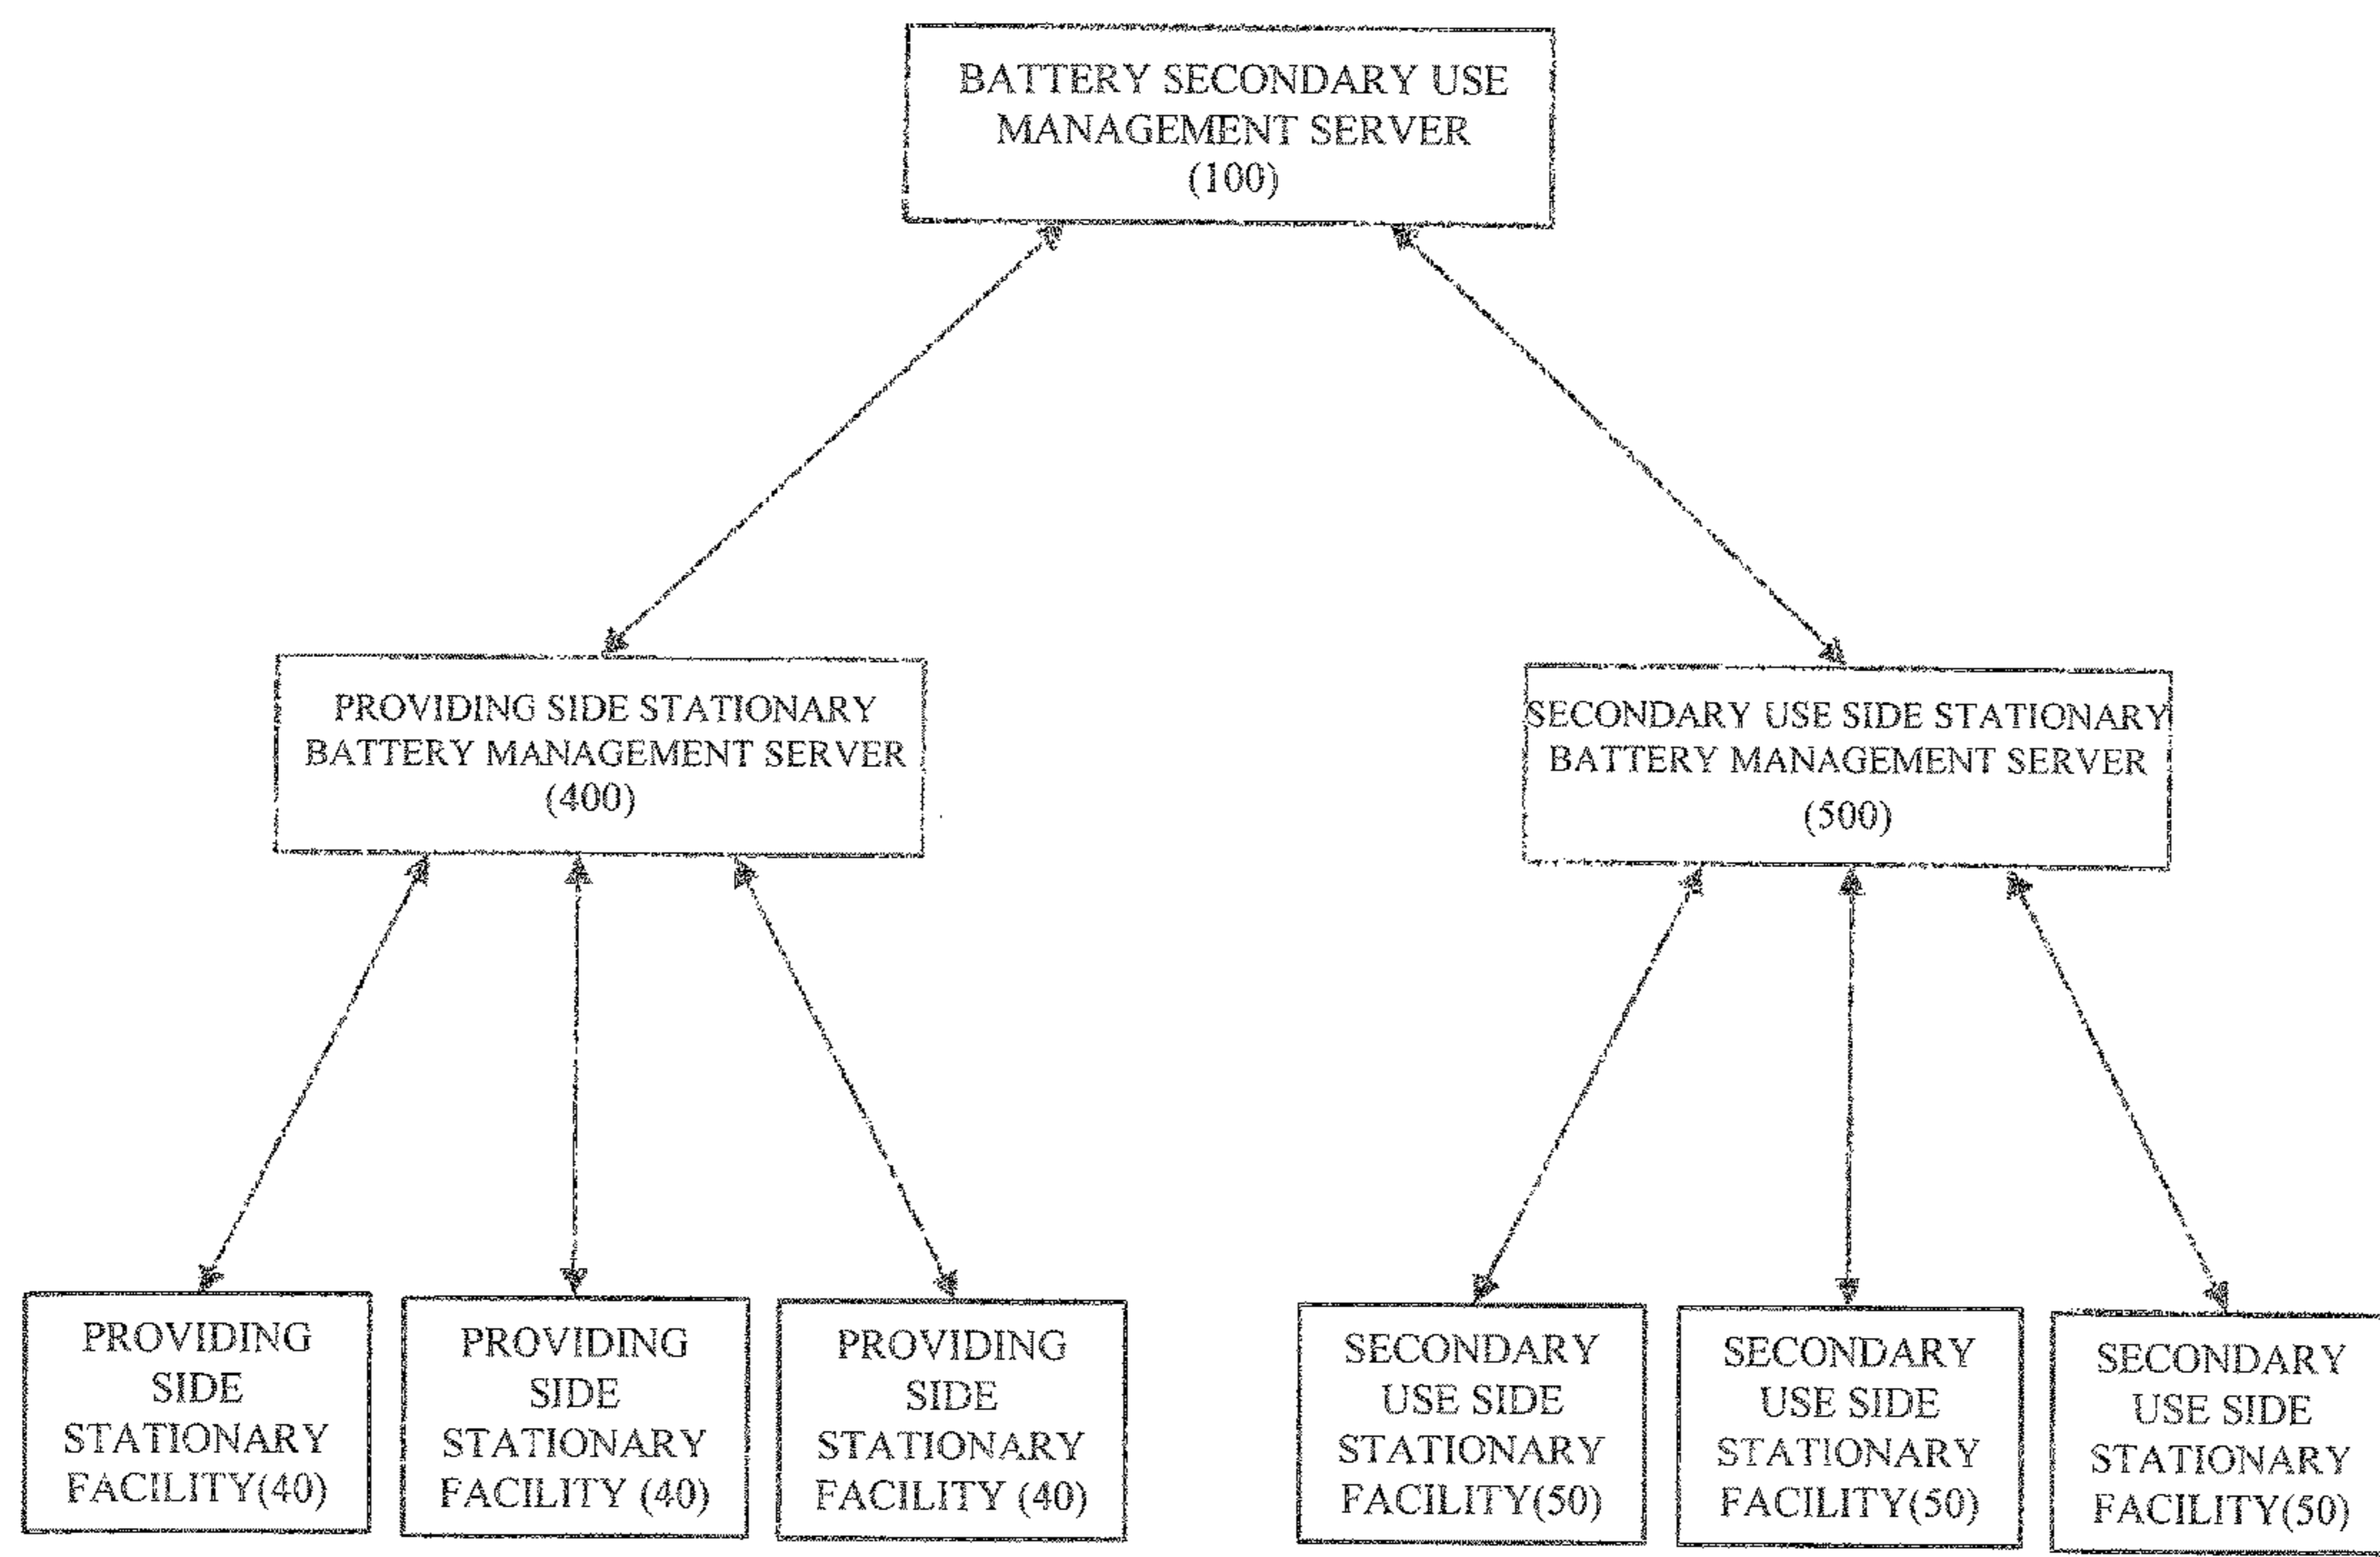 BATTERY SECONDARY USE
MANAGEMENT SERVER
(100)
PROVIDING SIDE STATIONARY
BATTERY MANAGEMENT SERVER
(400)
SECONDARY USE SIDE STATIONARY
BATTERY MANAGEMENT SERVER
(500)
PROVIDING
SIDE
STATIONARY
FACILITY(40)
PROVIDING
SIDE
STATIONARY
FACILITY (40)
PROVIDING
SIDE
STATIONARY
FACILITY (40)
SECONDARY
USE SIDE
STATIONARY
FACILITY(50)
SECONDARY
USE SIDE
STATIONARY
FACILITY(50)
SECONDARY
USE SIDE
STATIONARY
FACILITY(50)